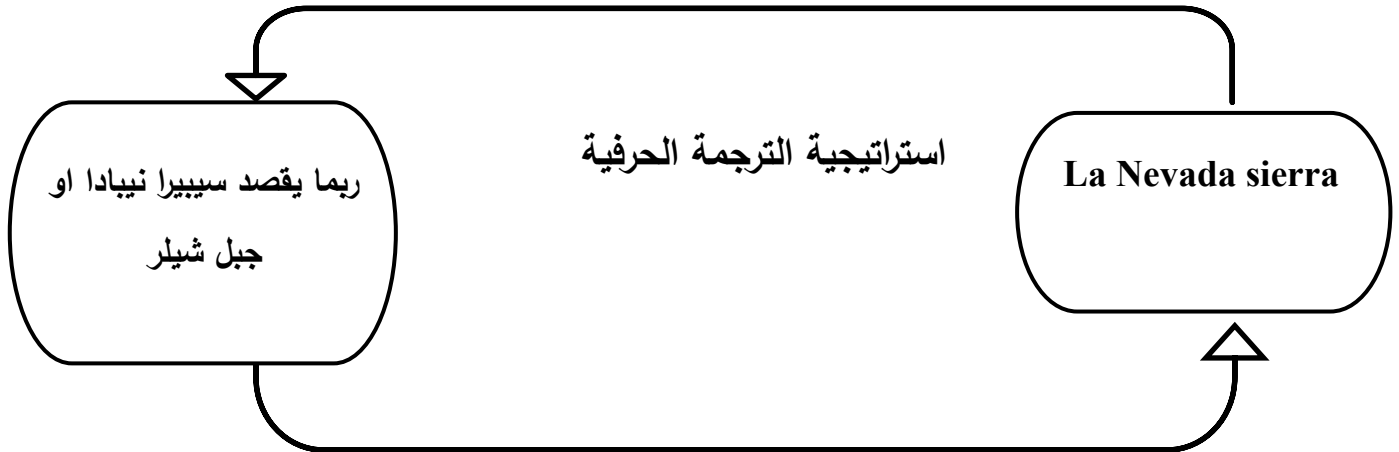 استراتيجية الترجمة الحرفية
La Nevada sierra
ربما يقصد سيبيرا نيبادا او
جبل شيلر